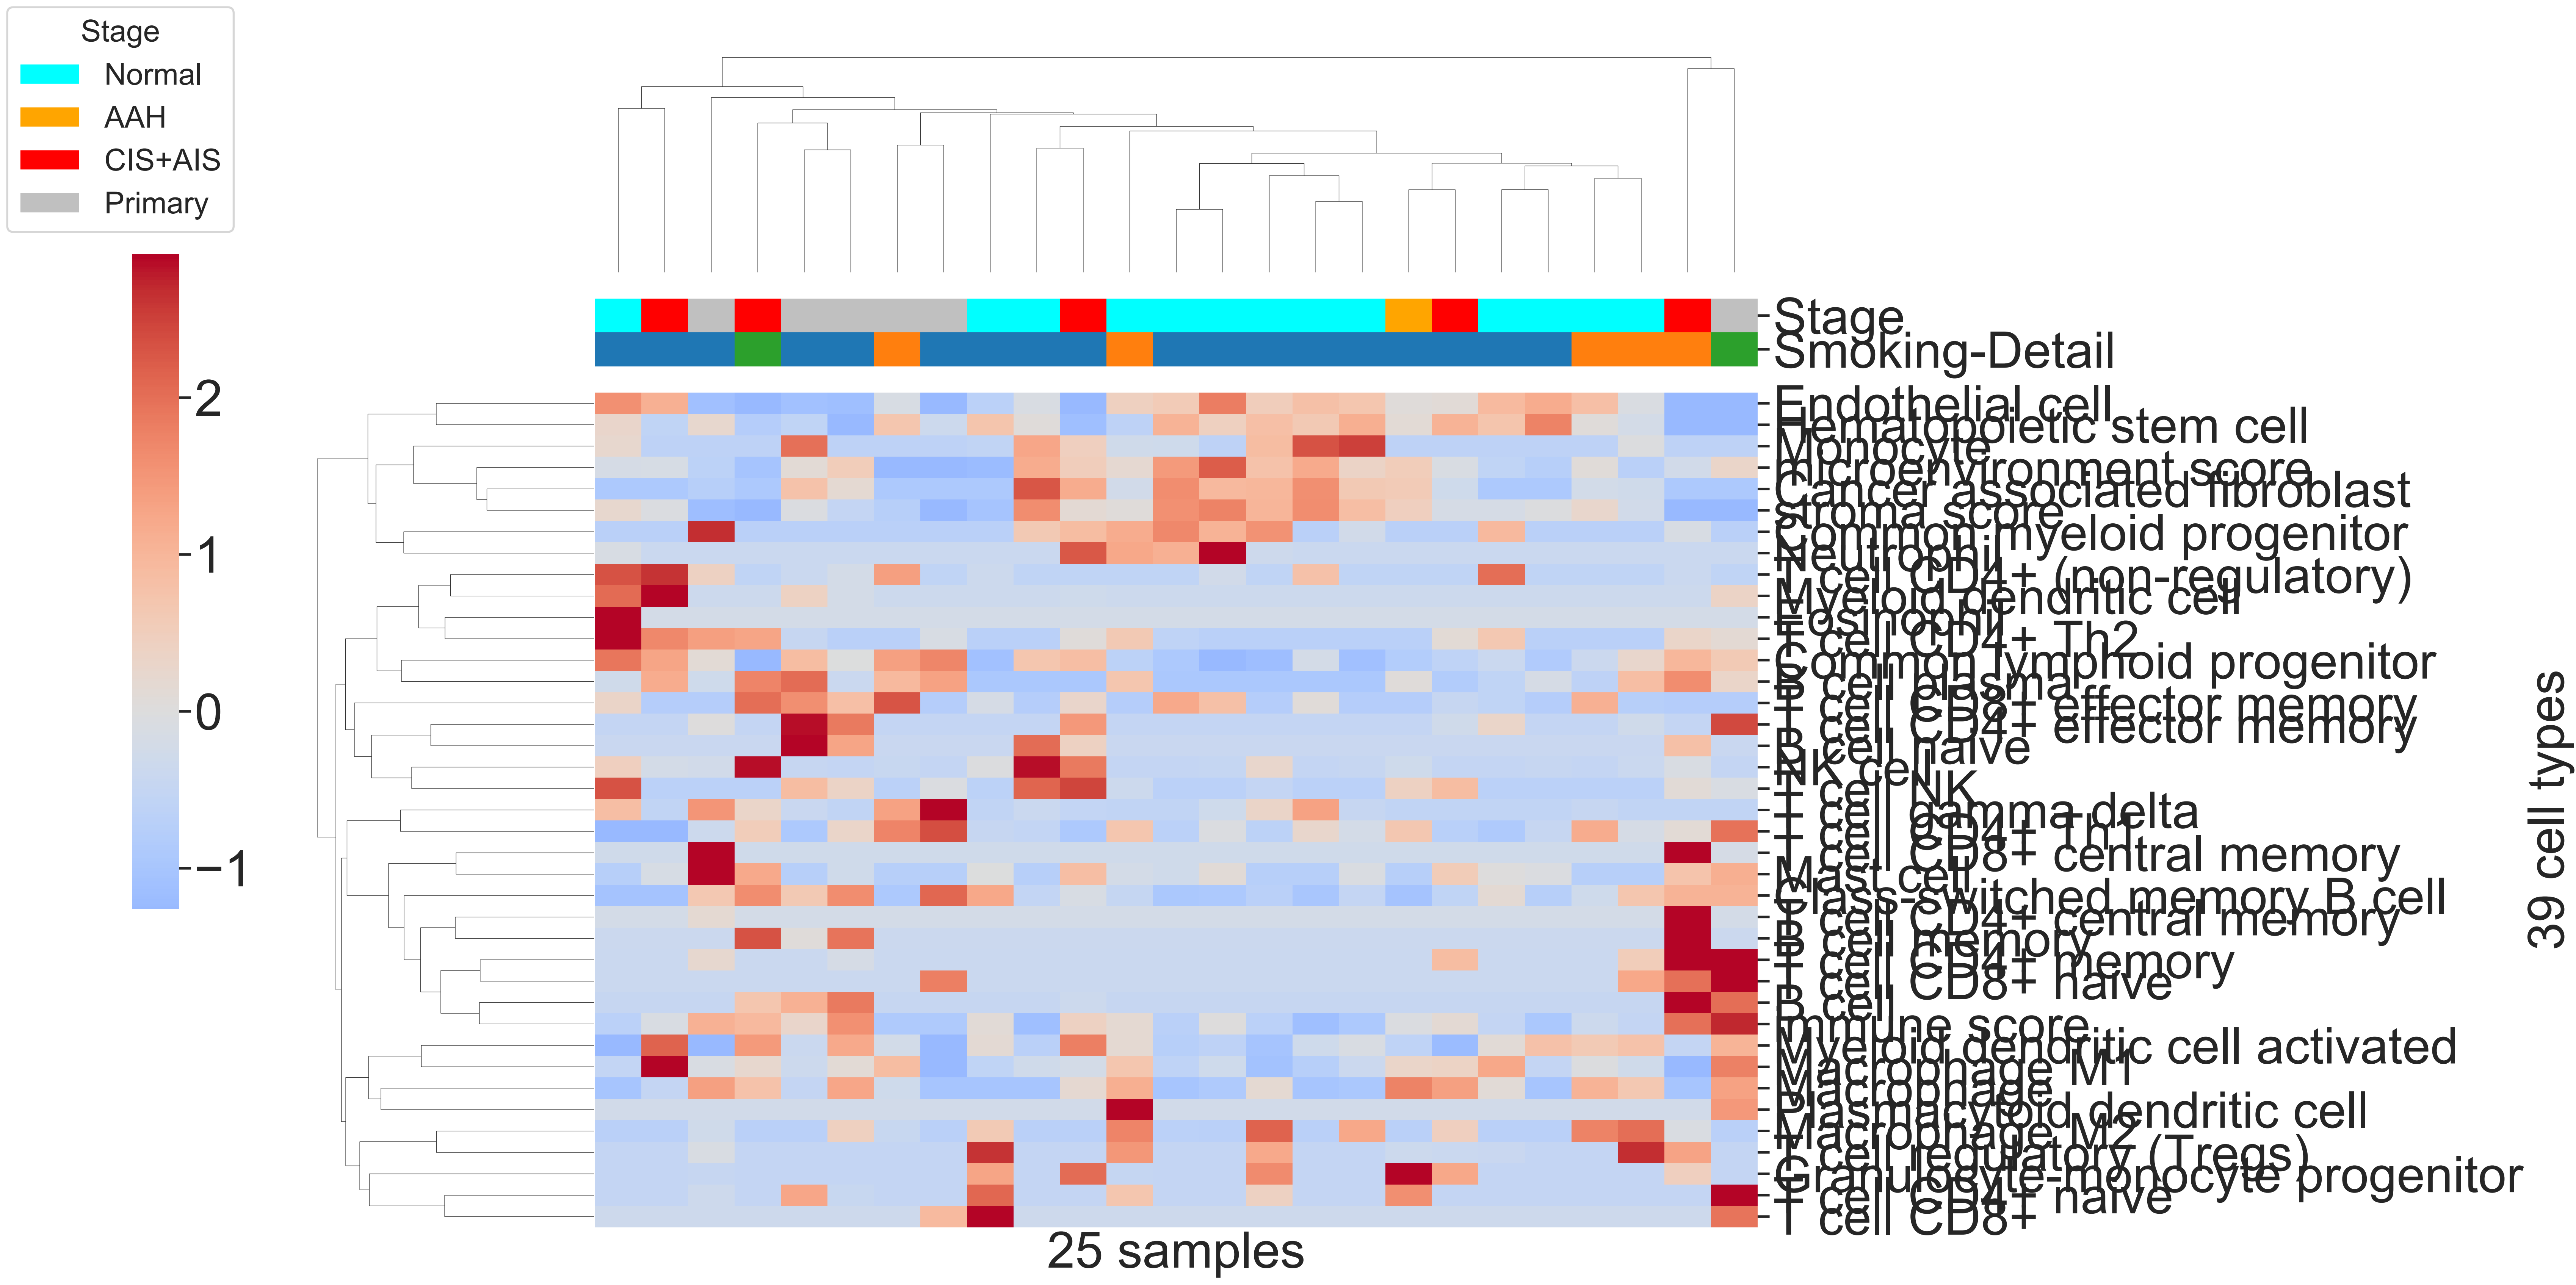 Stage
Normal
AAH
CIS+AIS
Primary
2
1
0
−1
Stage
Smoking-Detail
Endothelial cell
Hematopoietic stem cell
Monocyte
microenvironment score
Cancer associated fibroblast
stroma score
Common myeloid progenitor
Neutrophil
T cell CD4+ (non-regulatory)
Myeloid dendritic cell
Eosinophil
T cell CD4+ Th2
Common lymphoid progenitor
B cell plasma
T cell CD8+ effector memory
T cell CD4+ effector memory
B cell naive
NK cell
T cell NK
T cell gamma delta
T cell CD4+ Th1
T cell CD8+ central memory
Mast cell
Class-switched memory B cell
T cell CD4+ central memory
B cell memory
T cell CD4+ memory
T cell CD8+ naive
B cell
immune score
Myeloid dendritic cell activated
Macrophage M1
Macrophage
Plasmacytoid dendritic cell
Macrophage M2
T cell regulatory (Tregs)
Granulocyte-monocyte progenitor
T cell CD4+ naive
T cell CD8+
39 cell types
25 samples